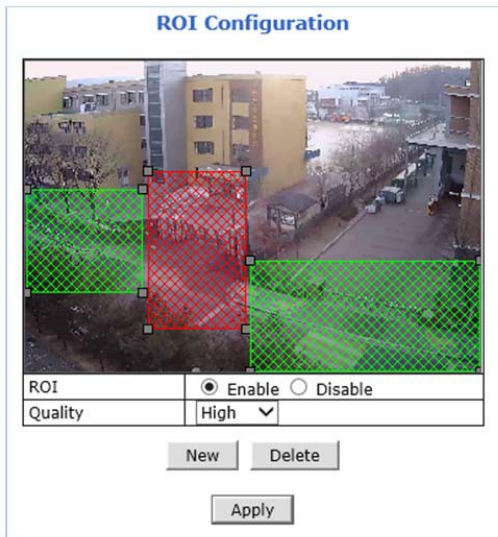 ROI Configuration
ROI Enable Disable
Quality High
New Delete
Apply